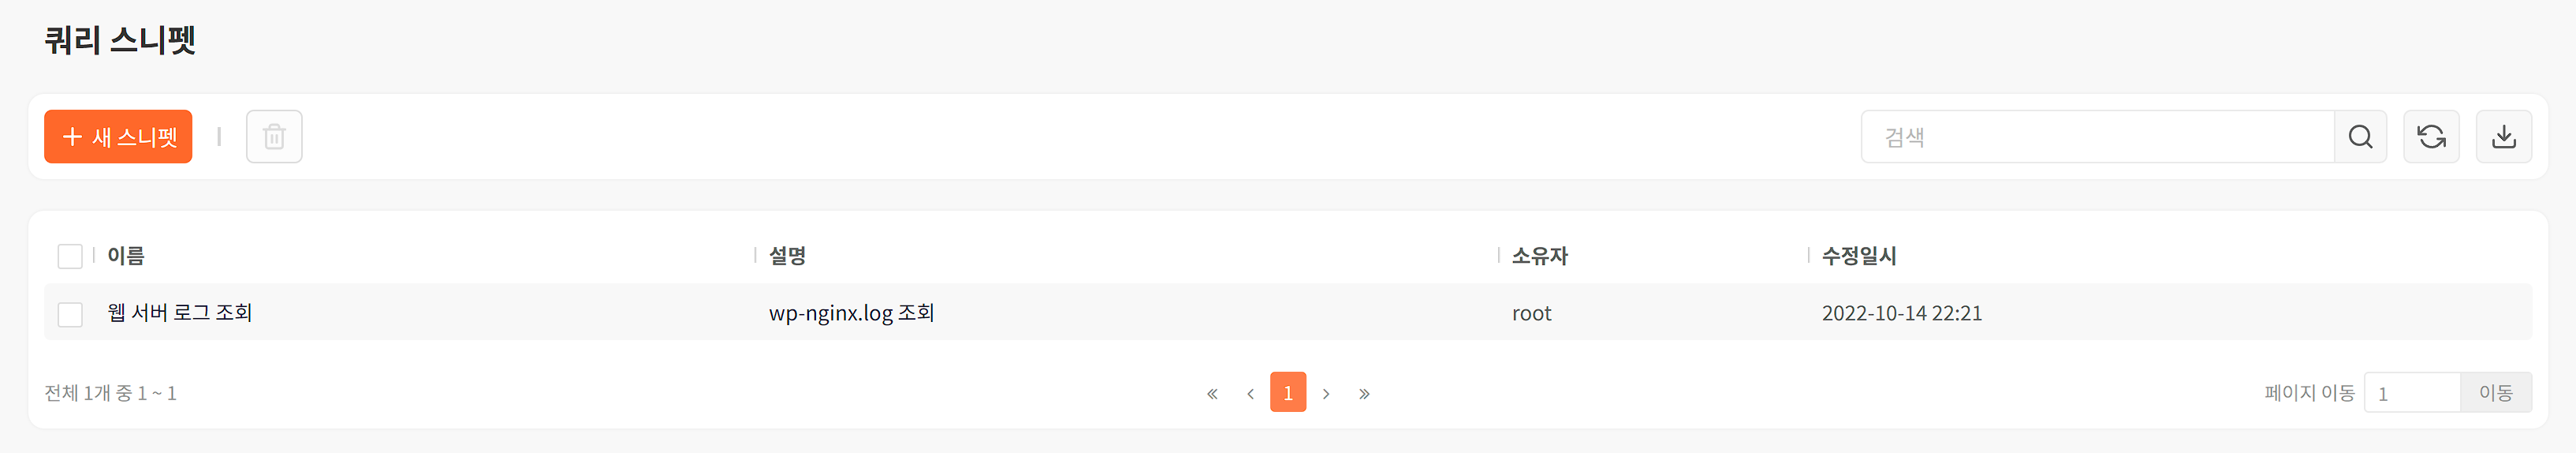 쿼리 스니펫
+ 새 스니펫
검색
이름 설명 소유자 수정일시
웹 서버 로그 조회 wp-nginx.log 조회 root 2022-10-14 22:21
전체 1개 중 1 ~ 1 « ‹ 1 › » 페이지 이동 1 이동